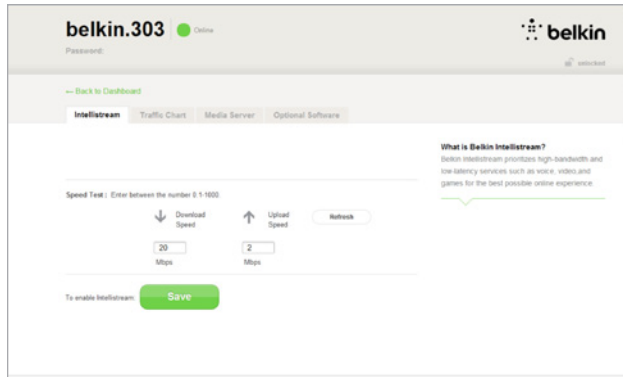 belkin.303 Online
belkin
Password:
unlocked
← Back to Dashboard
Intellistream Traffic Chart Media Server Optional Software
What is Belkin Intellistream?
Belkin Intellistream prioritizes high-bandwidth and
low-latency services such as voice, video,and
games for the best possible online experience
Speed Test | Enter between the number 0.1-1000.
Download
Speed
Upload
Speed
Refresh
20
2
Mbps
Mbps
To enable Intellistream:
Save